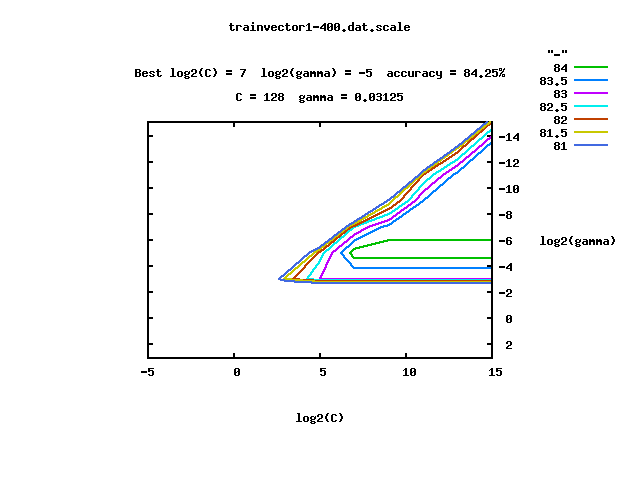 trainvector1-400.dat.scale
Best log2(C) = 7  log2(gamma) = -5  accuracy = 84.25%
C = 128  gamma = 0.03125
"_"
84
83.5
83
82.5
82
81.5
81
-14
-12
-10
-8
-6
-4
-2
0
2
log2(gamma)
-5 0 5 10 15
log2(C)